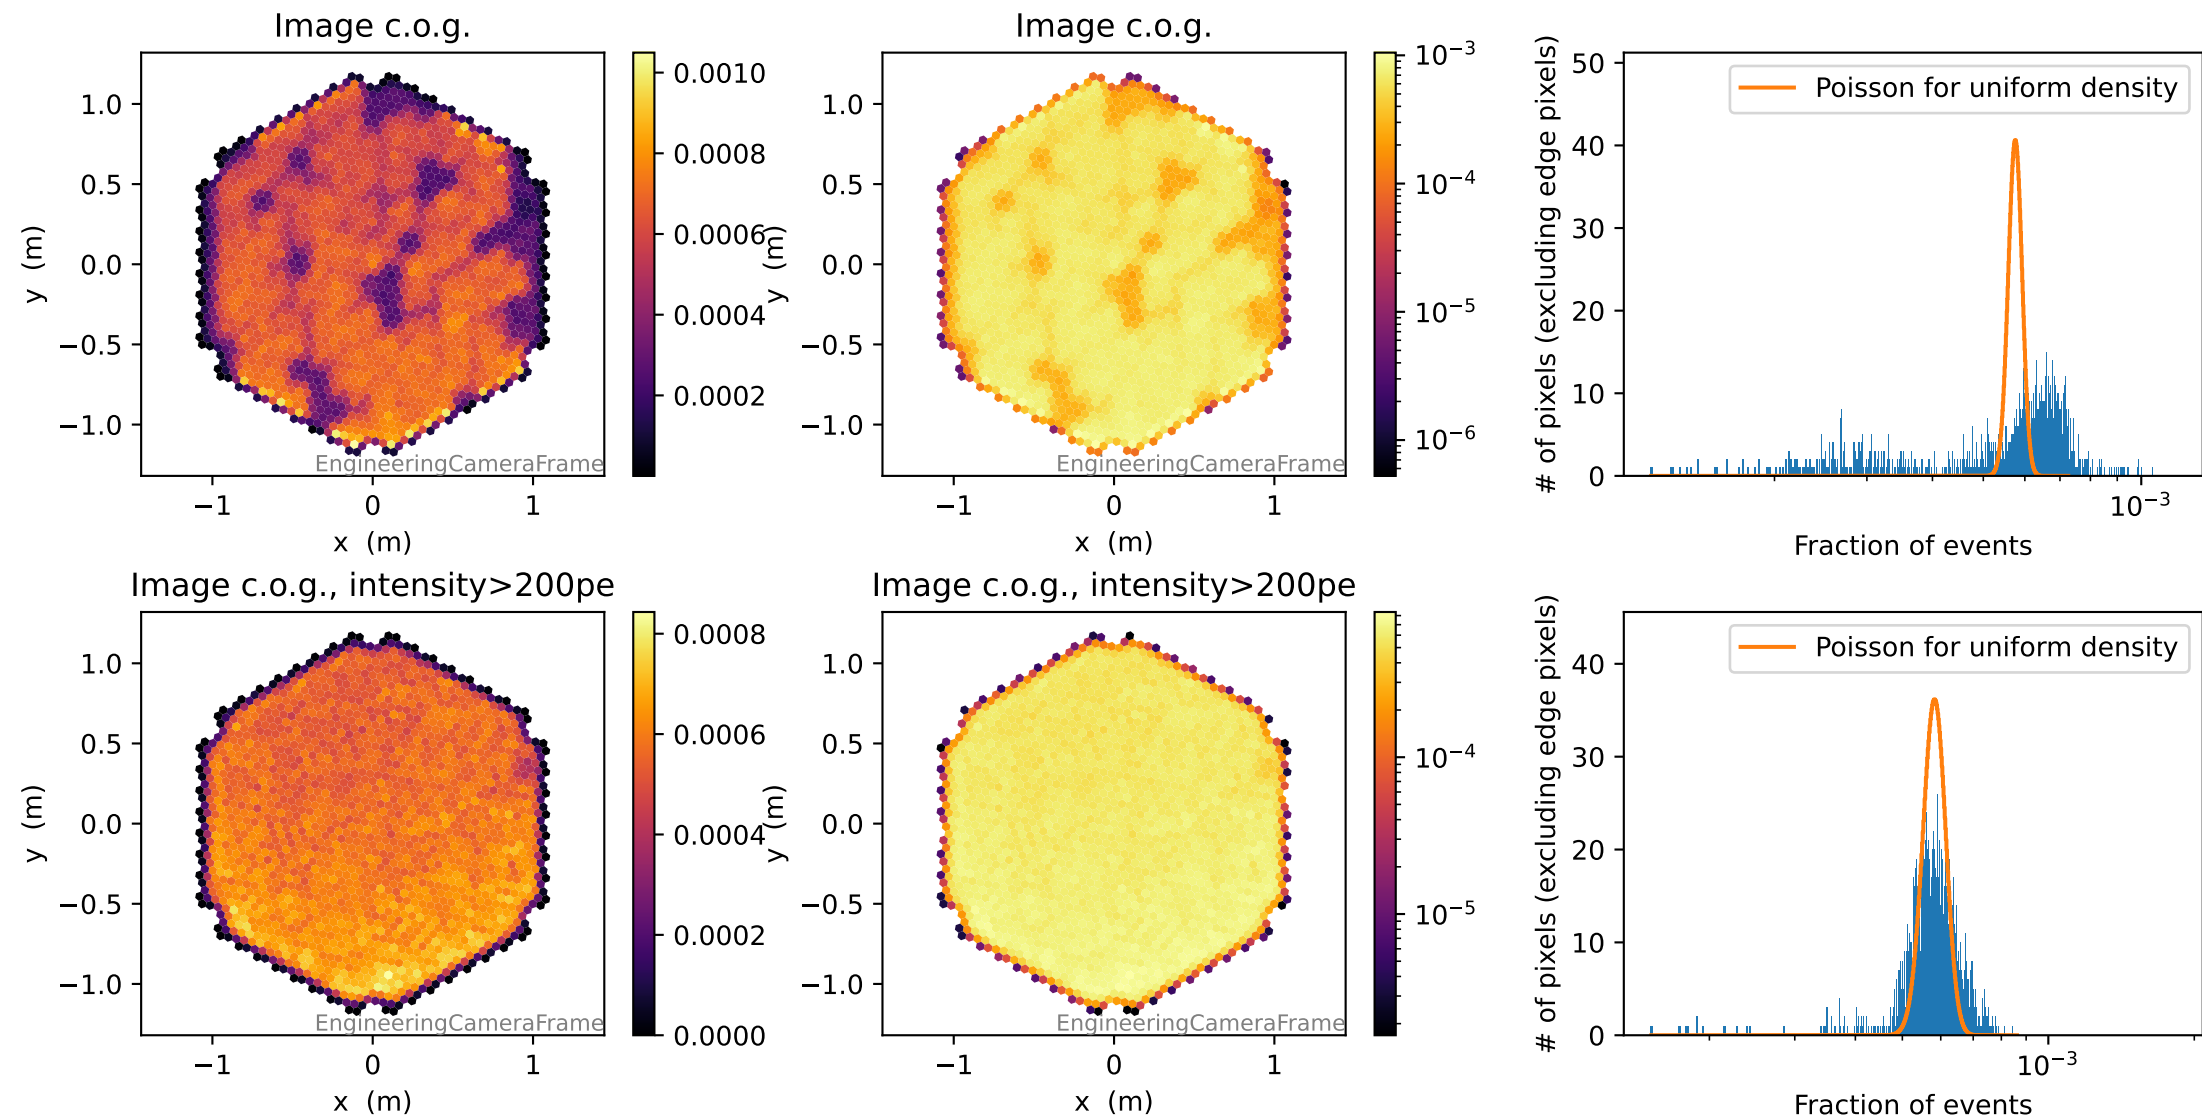 Image c.o.g.
1.0
0.5
0.0
−0.5
−1.0
y (m)
−1 0 1
x (m)
EngineeringCameraFrame
0.0010
0.0008
0.0006
0.0004
0.0002
Image c.o.g.
1.0
0.5
0.0
−0.5
−1.0
y (m)
−1 0 1
x (m)
EngineeringCameraFrame
10−3
10−4
10−5
10−6
50
40
30
20
10
0
# of pixels (excluding edge pixels)
Poisson for uniform density
10−3
Fraction of events
Image c.o.g., intensity>200pe
1.0
0.5
0.0
−0.5
−1.0
y (m)
−1 0 1
x (m)
EngineeringCameraFrame
0.0008
0.0006
0.0004
0.0002
0.0000
Image c.o.g., intensity>200pe
1.0
0.5
0.0
−0.5
−1.0
y (m)
−1 0 1
x (m)
EngineeringCameraFrame
10−4
10−5
40
30
20
10
0
# of pixels (excluding edge pixels)
Poisson for uniform density
10−3
Fraction of events